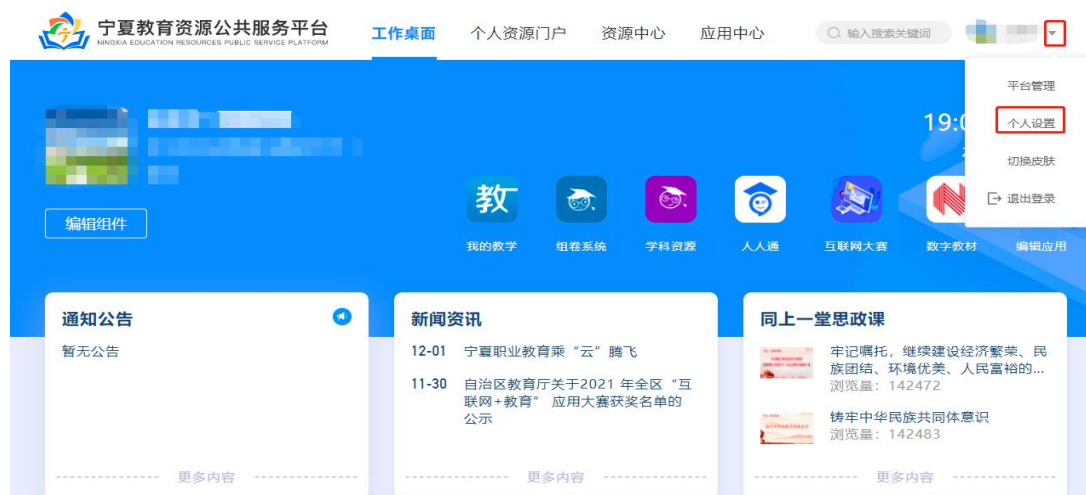 宁夏教育资源公共服务平台
NINGXIA EDUCATION RESOURCES PUBLIC SERVICE PLATFORM
工作桌面 个人资源门户 资源中心 应用中心 输入搜索关键词
平台管理
个人设置
切换皮肤
退出登录
19:0
编辑组件
教
我的教学 组卷系统 学科资源 人人通 互联网大赛 数字教材 编辑应用
通知公告
暂无公告
更多内容
新闻资讯
12-01 宁夏职业教育乘“云”腾飞
11-30 自治区教育厅关于2021 年全区“互
联网+教育” 应用大赛获奖名单的
公示
更多内容
同上一堂思政课
牢记嘱托，继续建设经济繁荣、民
族团结、环境优美、人民富裕的...
浏览量：142472
铸牢中华民族共同体意识
浏览量：142483
更多内容